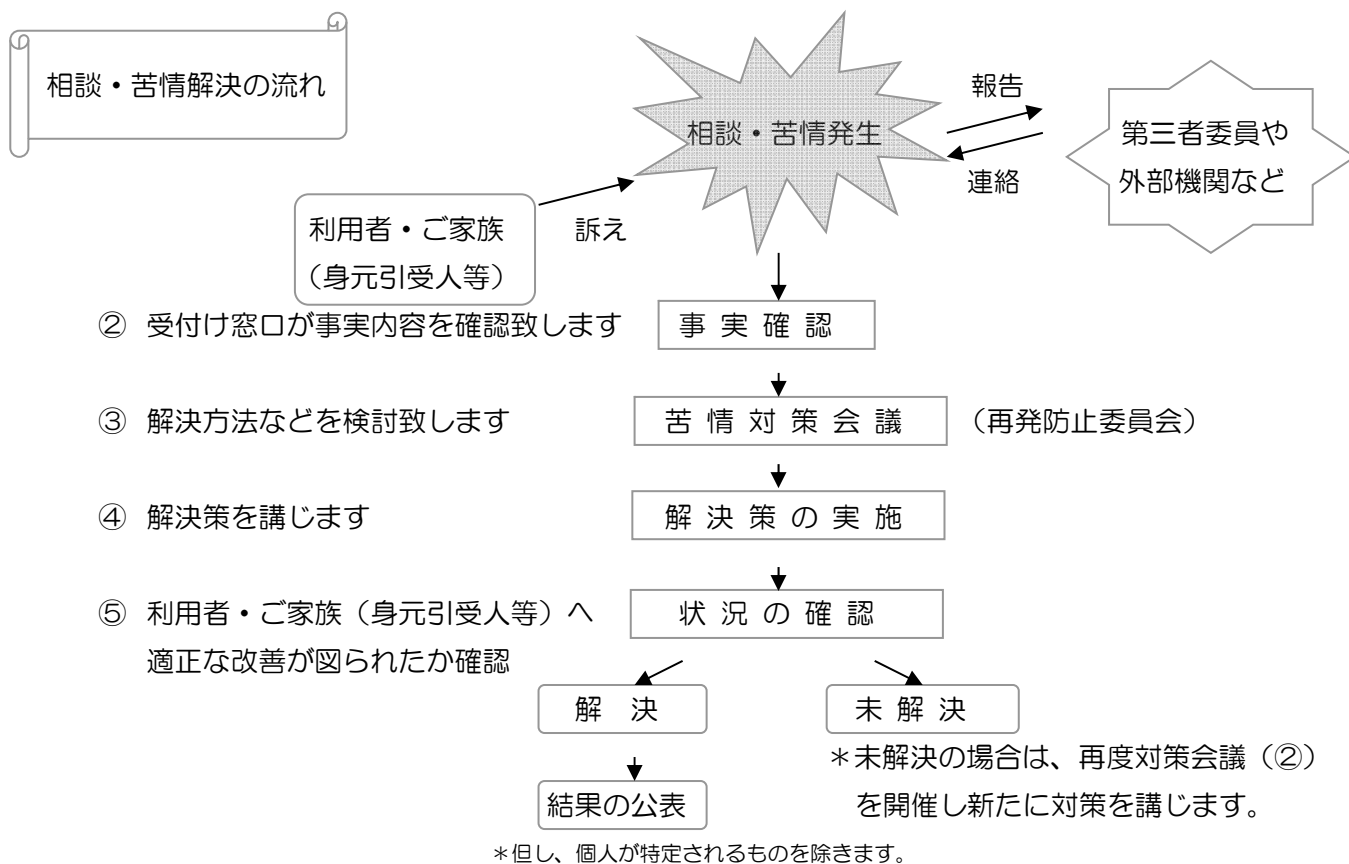 相談・苦情解決の流れ
相談・苦情発生
報告
連絡
第三者委員や
外部機関など
利用者・ご家族
（身元引受人等）
訴え
② 受付け窓口が事実内容を確認致します
事実確認
③ 解決方法などを検討致します
苦情対策会議
（再発防止委員会）
④ 解決策を講じます
解決策の実施
⑤ 利用者・ご家族（身元引受人等）へ
適正な改善が図られたか確認
状況の確認
解 決
未解決
＊未解決の場合は、再度対策会議（②）
を開催し新たに対策を講じます。
結果の公表
＊但し、個人が特定されるものを除きます。